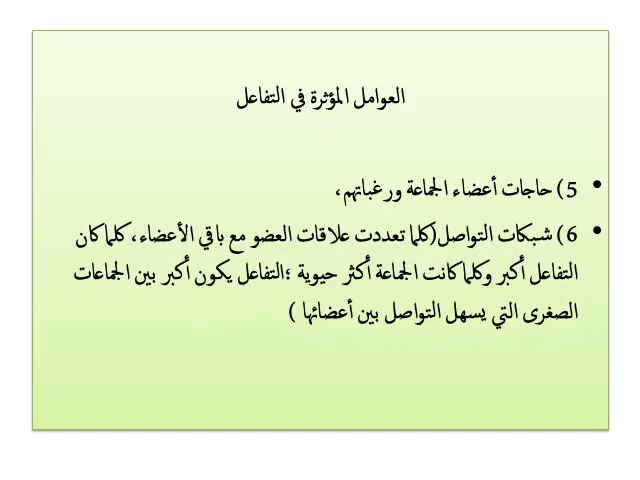 العوامل المؤثرة في التفاعل
• 5) حاجات أعضاء الجماعة ورغباتهم،
• 6) شبكات التواصل(كلما تعددت علاقات العضو مع باقي الأعضاء،كلما كان
التفاعل أكبر وكلما كانت الجماعة أكثر حيوية ؛التفاعل يكون أكبر بين الجماعات
الصغرى التي يسهل التواصل بين أعضائها )